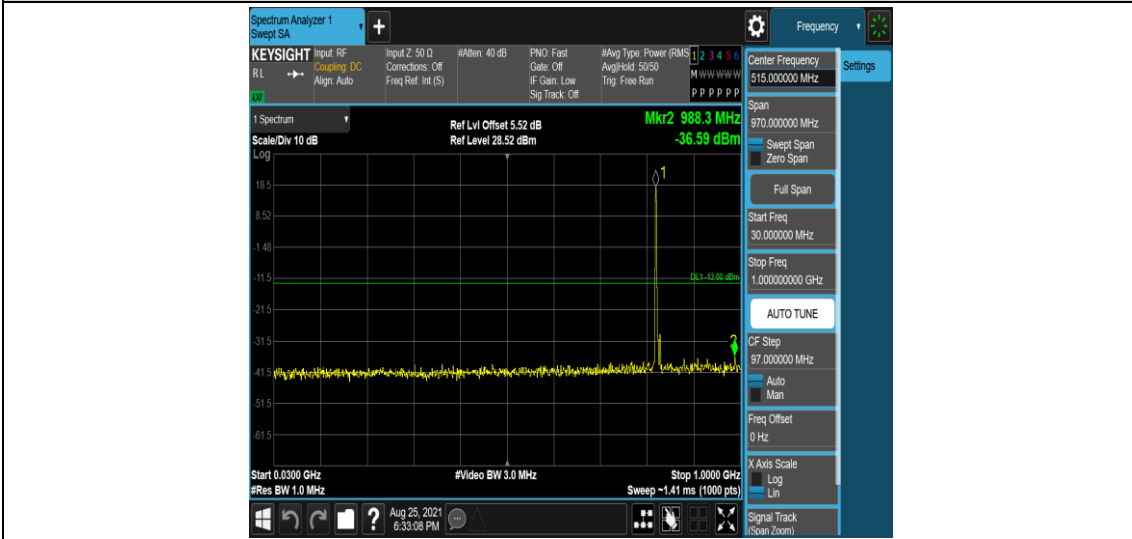 Spectrum Analyzer 1
Swept SA
+
Frequency
KEYSIGHT
RL
Input: RF
Coupling: DC
Align: Auto
Input Z: 50 Ω
Corrections: Off
Freq Ref: Int (S)
#Atten: 40 dB
PNO: Fast
Gate: Off
IF Gain: Low
Sig Track: Off
#Avg Type: Power (RMS
Avg|Hold: 50/50
Trig: Free Run
1 2 3 4 5 6
M W W W W W
P P P P P P
1 Spectrum
Scale/Div 10 dB
Log
Ref Lvl Offset 5.52 dB
Ref Level 28.52 dBm
Mkr2 988.3 MHz
-36.59 dBm
1
18.5
8.52
-1.48
-11.5
DL1 -13.00 dBm
-21.5
-31.5
2
-41.5
-51.5
-61.5
Start 0.0300 GHz
#Res BW 1.0 MHz
#Video BW 3.0 MHz
Stop 1.0000 GHz
Sweep ~1.41 ms (1000 pts)
Aug 25, 2021
6:33:08 PM
Center Frequency
515.000000 MHz
Settings
Span
970.000000 MHz
Swept Span
Zero Span
Full Span
Start Freq
30.000000 MHz
Stop Freq
1.000000000 GHz
AUTO TUNE
CF Step
97.000000 MHz
Auto
Man
Freq Offset
0 Hz
X Axis Scale
Log
Lin
Signal Track
(Span Zoom)